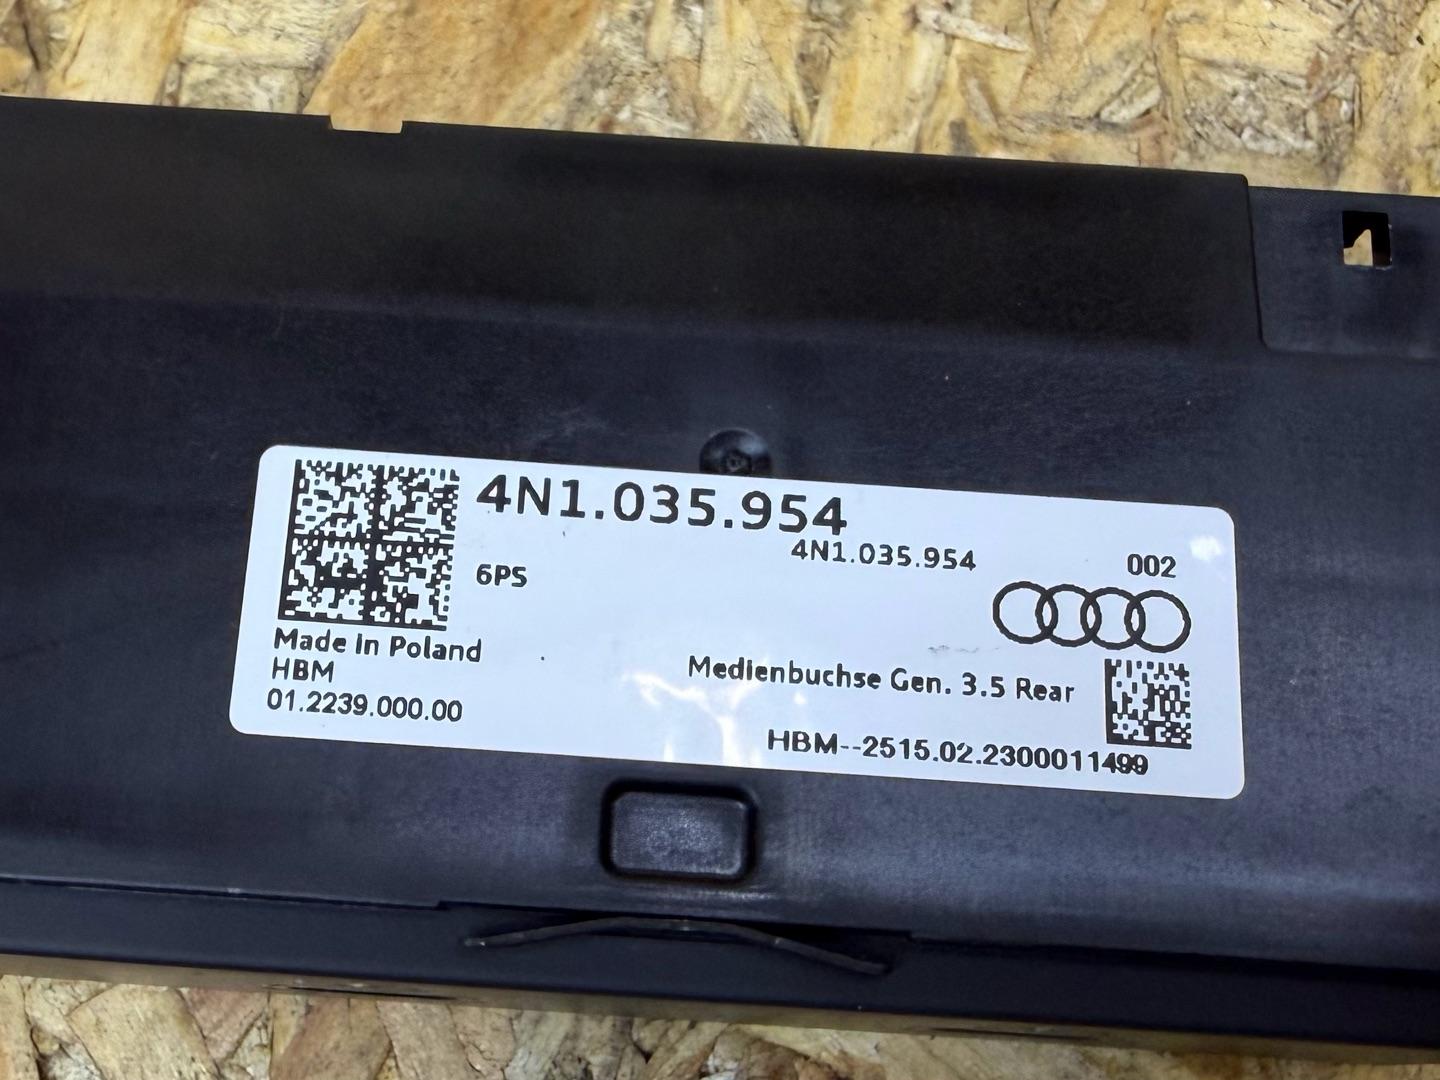 4N1.035.954
4N1.035.954 002
6PS
Made in Poland
HBM
01.2239.000.00
Medienbuchse Gen. 3.5 Rear
HBM--2515.02.2300011499